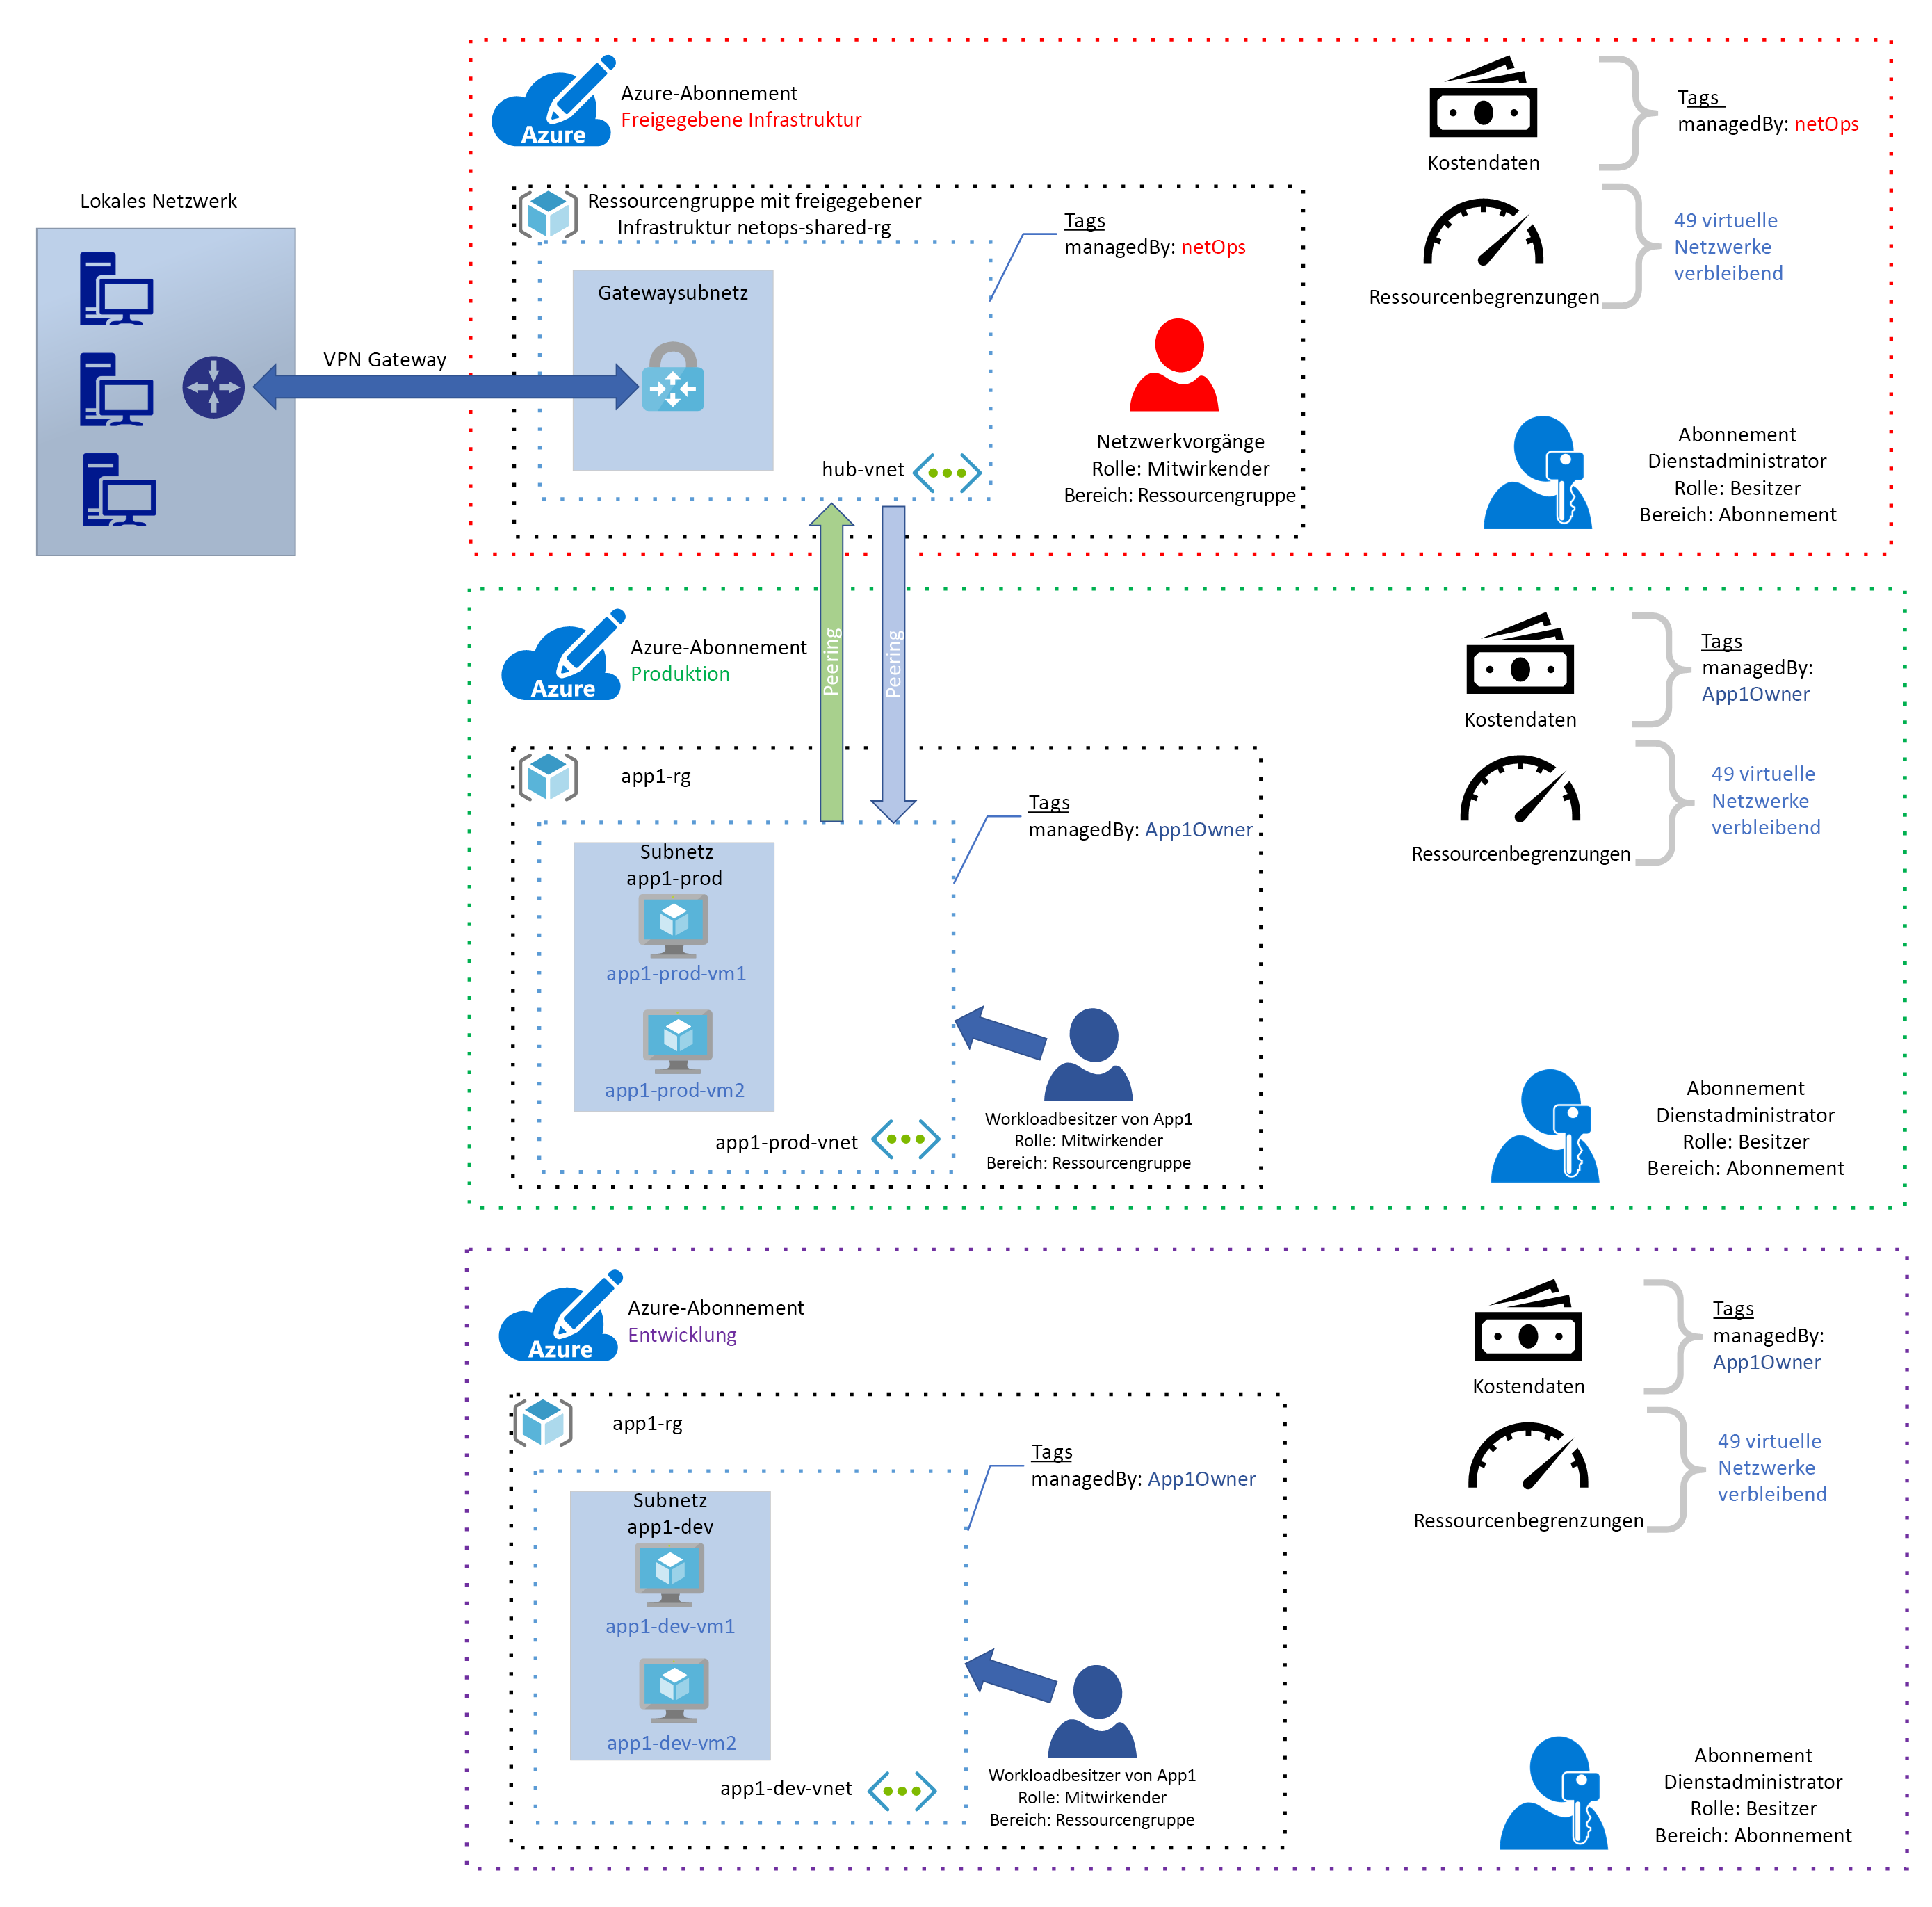 Azure
Azure-Abonnement
Freigegebene Infrastruktur
Kostendaten
Tags
managedBy: netOps
Lokales Netzwerk
Ressourcengruppe mit freigegebener
Infrastruktur netops-shared-rg
Tags
managedBy: netOps
49 virtuelle
Netzwerke
verbleibend
Ressourcenbegrenzungen
Gatewaysubnetz
VPN Gateway
hub-vnet
Netzwerkvorgänge
Rolle: Mitwirkender
Bereich: Ressourcengruppe
Abonnement
Dienstadministrator
Rolle: Besitzer
Bereich: Abonnement
Peering
Peering
Azure
Azure-Abonnement
Produktion
Kostendaten
Tags
managedBy:
App1Owner
app1-rg
Tags
managedBy: App1Owner
49 virtuelle
Netzwerke
verbleibend
Ressourcenbegrenzungen
Subnetz
app1-prod
app1-prod-vm1
app1-prod-vm2
app1-prod-vnet
Workloadbesitzer von App1
Rolle: Mitwirkender
Bereich: Ressourcengruppe
Abonnement
Dienstadministrator
Rolle: Besitzer
Bereich: Abonnement
Azure
Azure-Abonnement
Entwicklung
Kostendaten
Tags
managedBy:
App1Owner
app1-rg
Tags
managedBy: App1Owner
49 virtuelle
Netzwerke
verbleibend
Ressourcenbegrenzungen
Subnetz
app1-dev
app1-dev-vm1
app1-dev-vm2
app1-dev-vnet
Workloadbesitzer von App1
Rolle: Mitwirkender
Bereich: Ressourcengruppe
Abonnement
Dienstadministrator
Rolle: Besitzer
Bereich: Abonnement